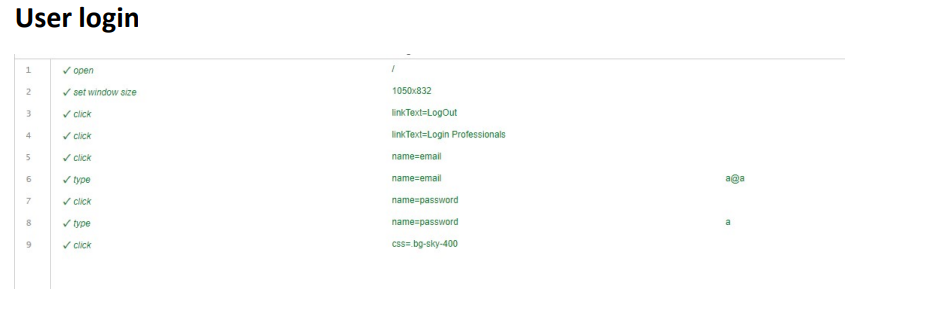 User login
1 ✓ open /
2 ✓ set window size 1050x832
3 ✓ click linkText=LogOut
4 ✓ click linkText=Login Professionals
5 ✓ click name=email
6 ✓ type name=email a@a
7 ✓ click name=password
8 ✓ type name=password a
9 ✓ click css=.bg-sky-400